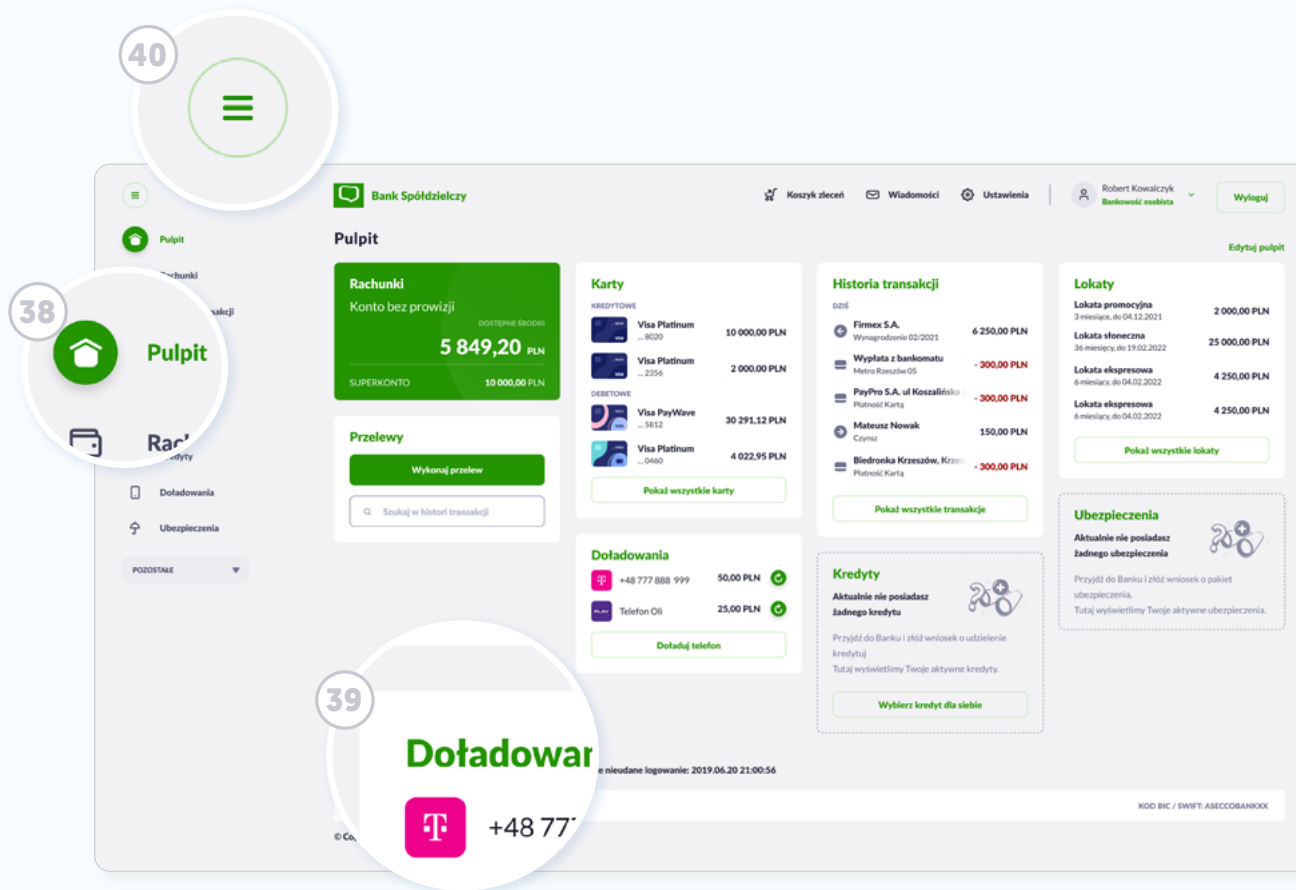 40
Bank Spółdzielczy
Koszyk zleceń
Wiadomości
Ustawienia
Robert Kowalczyk
Bankowość osobista
Wyloguj
Pulpit
Pulpit
Edytuj pulpit
38
Pulpit
Doładowania
Ubezpieczenia
POZOSTAŁE
Rachunki
Konto bez prowizji
DOSTĘPNE ŚRODKI
5 849,20 PLN
SUPERKONTO 10 000,00 PLN
Przelewy
Wykonaj przelew
Szukaj w histori transakcji
Karty
KREDYTOWE
Visa Platinum
... 8020
10 000,00 PLN
Visa Platinum
... 2356
2 000,00 PLN
DEBETOWE
Visa PayWave
... 5812
30 291,12 PLN
Visa Platinum
... 0460
4 022,95 PLN
Pokaż wszystkie karty
Doładowania
+48 777 888 999 50,00 PLN
PLAY
Telefon Oli 25,00 PLN
Doładuj telefon
Historia transakcji
DZIŚ
Firmex S.A.
Wynagrodzenie 02/2021
6 250,00 PLN
Wypłata z bankomatu
Metro Rzeszów 05
- 300,00 PLN
PayPro S.A. ul Koszalińska
Płatność Kartą
- 300,00 PLN
Mateusz Nowak
Czynsz
150,00 PLN
Biedronka Krzeszów, Krzes
Płatność Kartą
- 300,00 PLN
Pokaż wszystkie transakcje
Kredyty
Aktualnie nie posiadasz
żadnego kredytu
Przyjdź do Banku i złóż wniosek o udzielenie
kredytuj
Tutaj wyświetlimy Twoje aktywne kredyty.
Wybierz kredyt dla siebie
Lokaty
Lokata promocyjna
3 miesiące, do 04.12.2021
2 000,00 PLN
Lokata słoneczna
36 miesięcy, do 19.02.2022
25 000,00 PLN
Lokata ekspresowa
6 miesięcy, do 04.02.2022
4 250,00 PLN
Lokata ekspresowa
6 miesięcy, do 04.02.2022
4 250,00 PLN
Pokaż wszystkie lokaty
Ubezpieczenia
Aktualnie nie posiadasz
żadnego ubezpieczenia
Przyjdź do Banku i złóż wniosek o pakiet
ubezpieczenia.
Tutaj wyświetlimy Twoje aktywne ubezpieczenia.
39
Doładowan
+48 777
nieudane logowanie: 2019.06.20 21:00:56
KOD BIC / SWIFT: ASECCOBANKXX